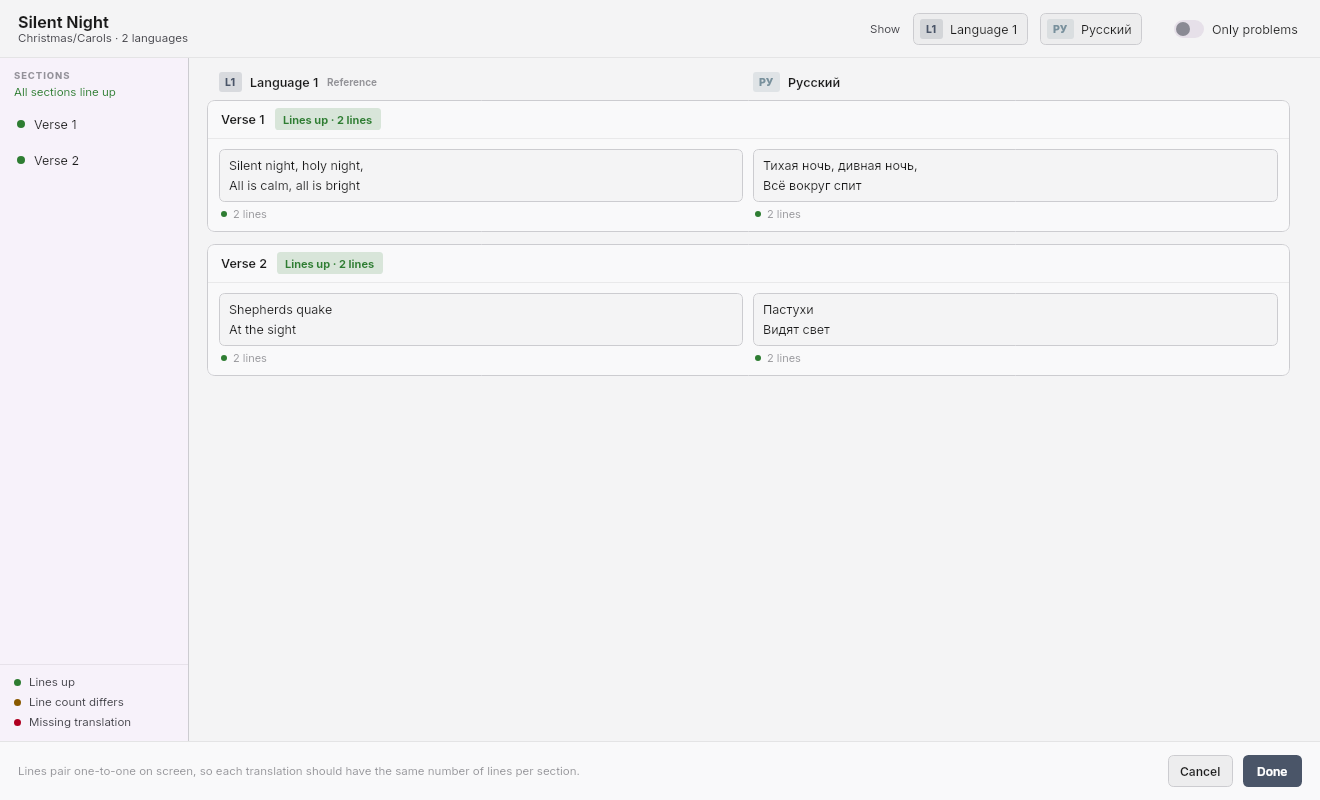 Silent Night
Christmas/Carols · 2 languages
Show
L1 Language 1
РУ Русский
Only problems
SECTIONS
All sections line up
Verse 1
Verse 2
Lines up
Line count differs
Missing translation
L1 Language 1 Reference
РУ Русский
Verse 1 Lines up · 2 lines
Silent night, holy night,
All is calm, all is bright
2 lines
Тихая ночь, дивная ночь,
Всё вокруг спит
2 lines
Verse 2 Lines up · 2 lines
Shepherds quake
At the sight
2 lines
Пастухи
Видят свет
2 lines
Lines pair one-to-one on screen, so each translation should have the same number of lines per section.
Cancel
Done